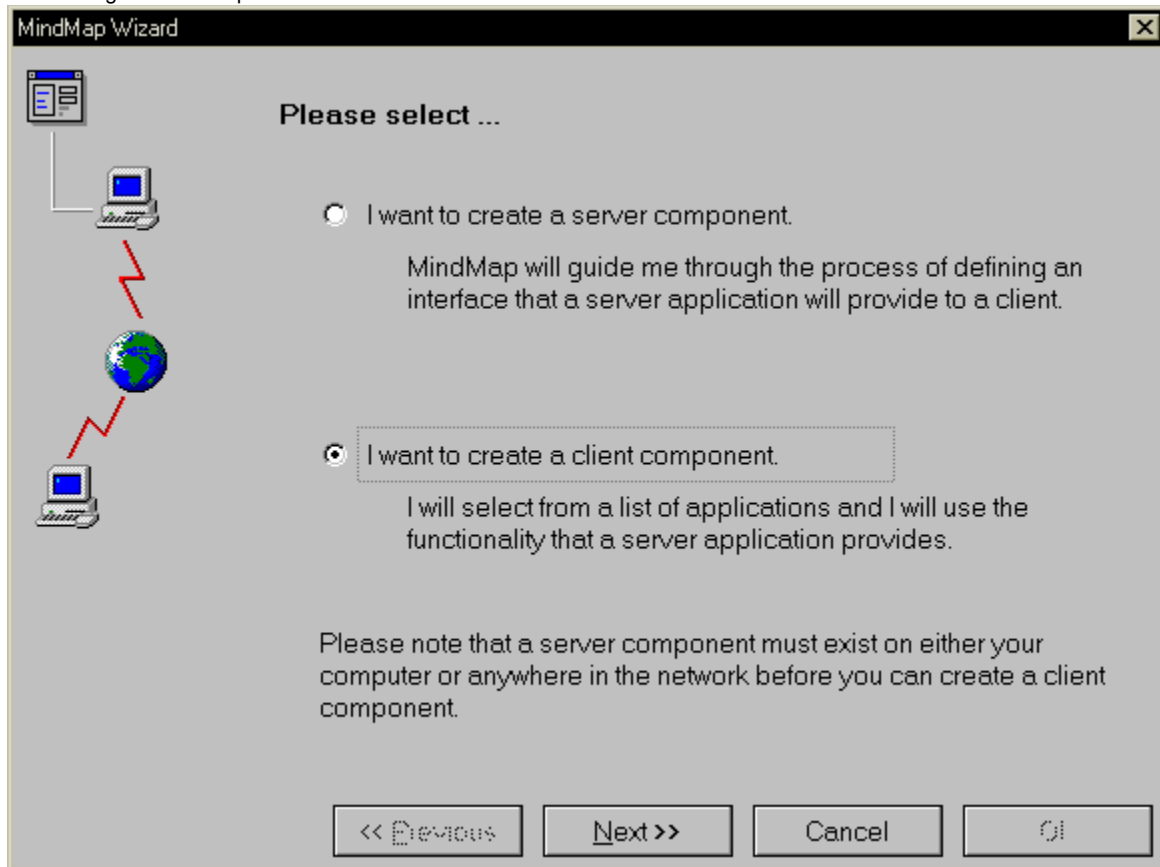 MindMap Wizard
Please select ...
I want to create a server component.
MindMap will guide me through the process of defining an
interface that a server application will provide to a client.
I want to create a client component.
I will select from a list of applications and I will use the
functionality that a server application provides.
Please note that a server component must exist on either your
computer or anywhere in the network before you can create a client
component.
<< Previous
Next >>
Cancel